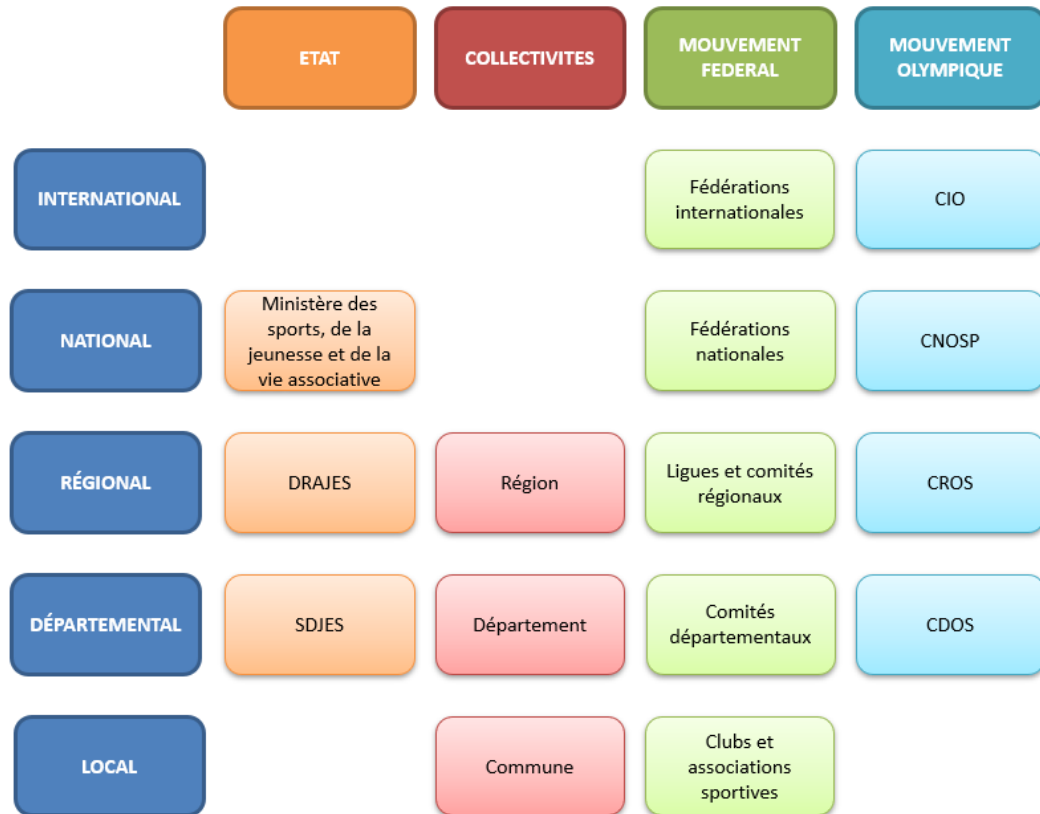 ETAT
COLLECTIVITES
MOUVEMENT
FEDERAL
MOUVEMENT
OLYMPIQUE
INTERNATIONAL
Fédérations
internationales
CIO
NATIONAL
Ministère des
sports, de la
jeunesse et de la
vie associative
Fédérations
nationales
CNOSP
RÉGIONAL
DRAJES
Région
Ligues et comités
régionaux
CROS
DÉPARTEMENTAL
SDJES
Département
Comités
départementaux
CDOS
LOCAL
Commune
Clubs et
associations
sportives